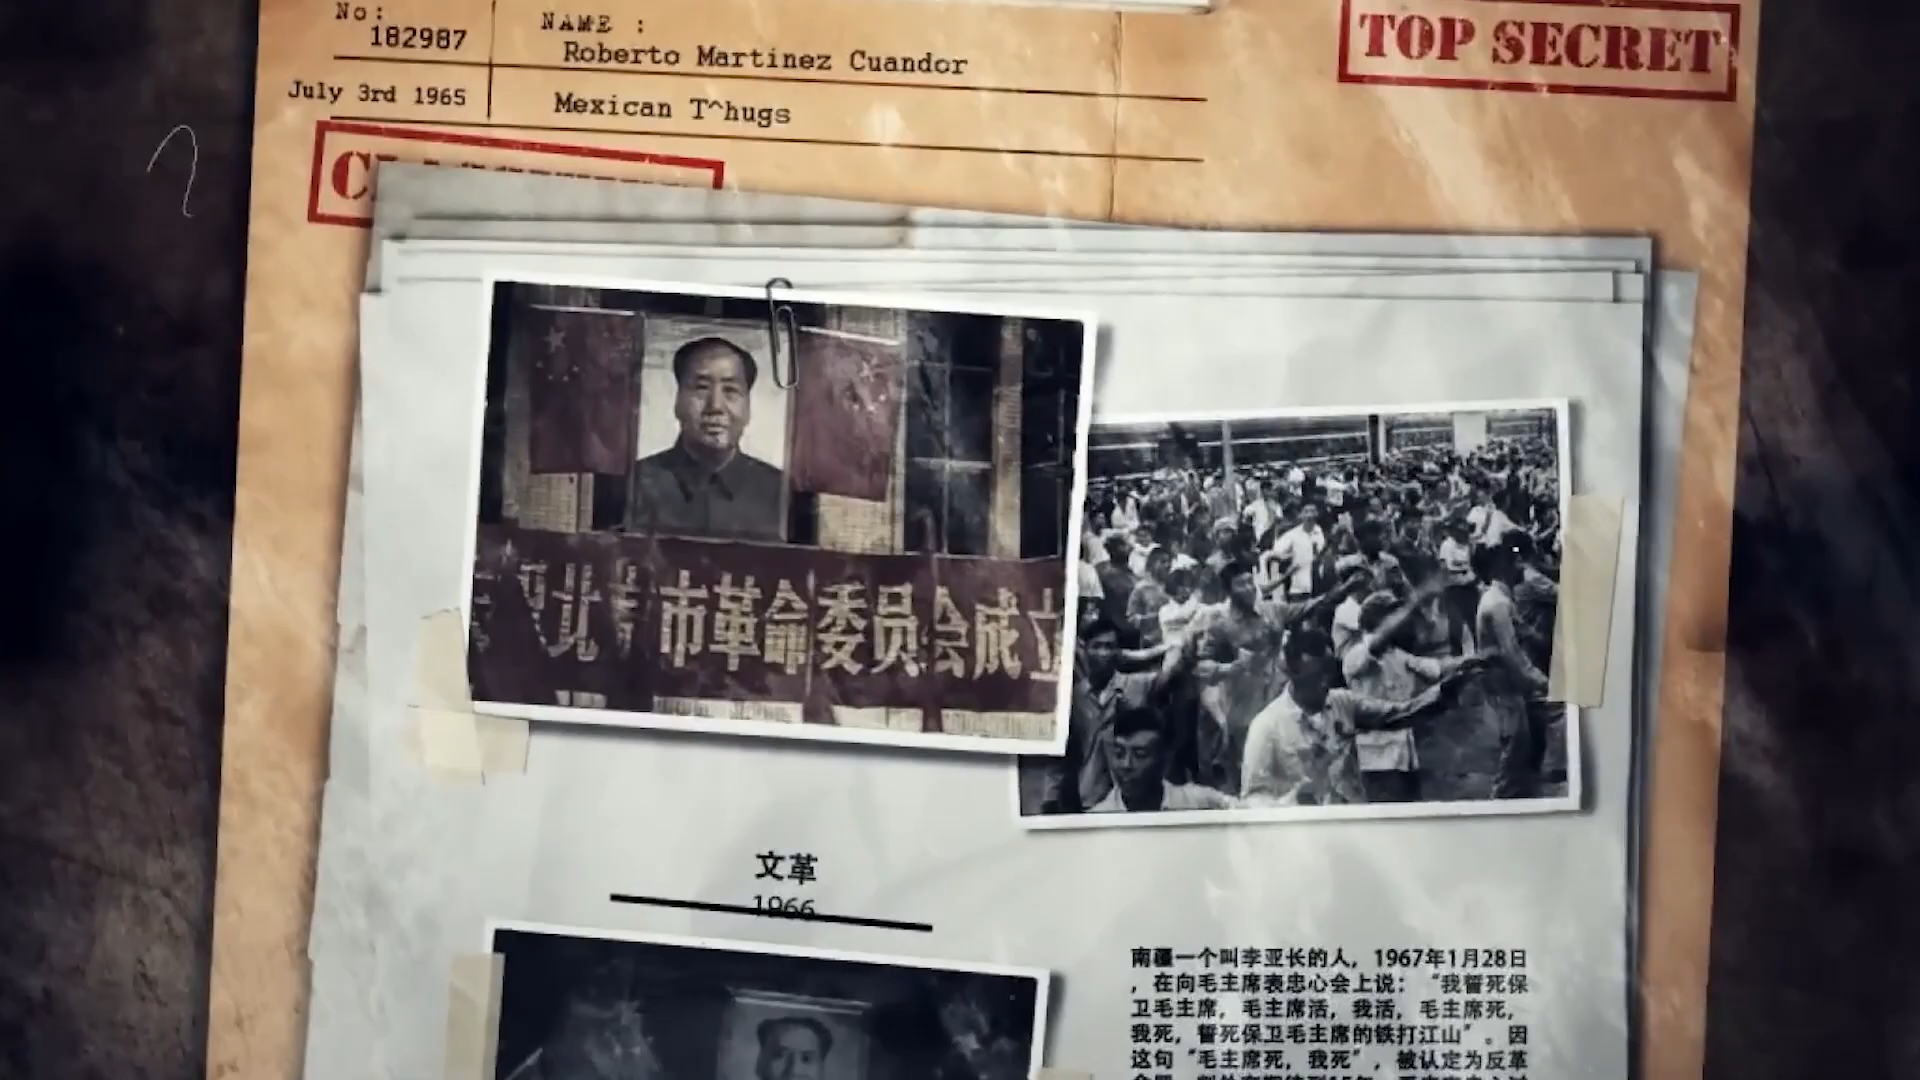 No:
182987
NAME :
Roberto Martinez Cuandor
TOP SECRET
July 3rd 1965
Mexican T^hugs
市革命委员会成立
文革
1966
南疆一个叫李亚长的人，1967年1月28日
，在向毛主席表忠心会上说：“我誓死保
卫毛主席，毛主席活，我活，毛主席死，
我死，誓死保卫毛主席的铁打江山”。因
这句“毛主席死，我死”，被认定为反革